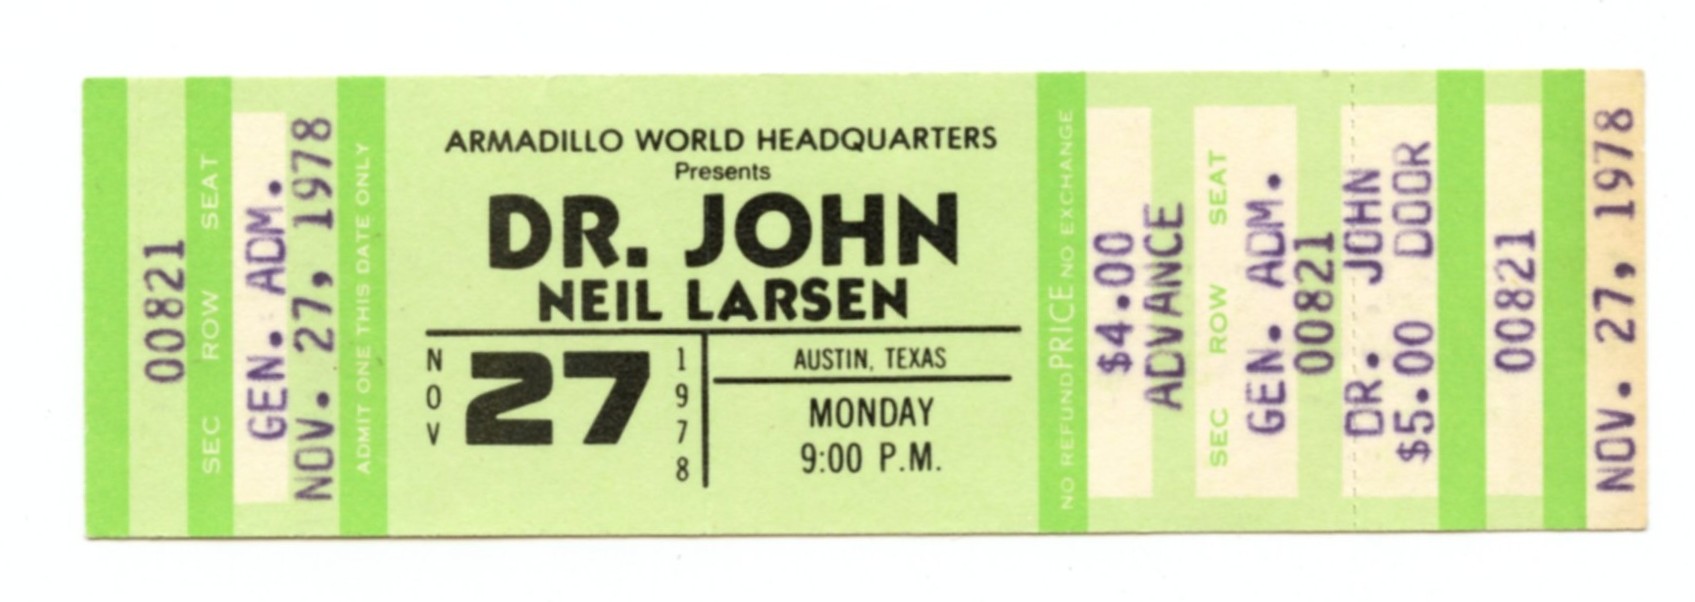 00821
SEC ROW SEAT
GEN. ADM.
NOV. 27, 1978
ADMIT ONE THIS DATE ONLY
ARMADILLO WORLD HEADQUARTERS
Presents
DR. JOHN
NEIL LARSEN
NOV
27
1978
AUSTIN, TEXAS
MONDAY
9:00 P.M.
NO REFUND PRICE NO EXCHANGE
$4.00
ADVANCE
SEC ROW SEAT
GEN. ADM.
00821
DR. JOHN
$5.00 DOOR
00821
NOV. 27, 1978